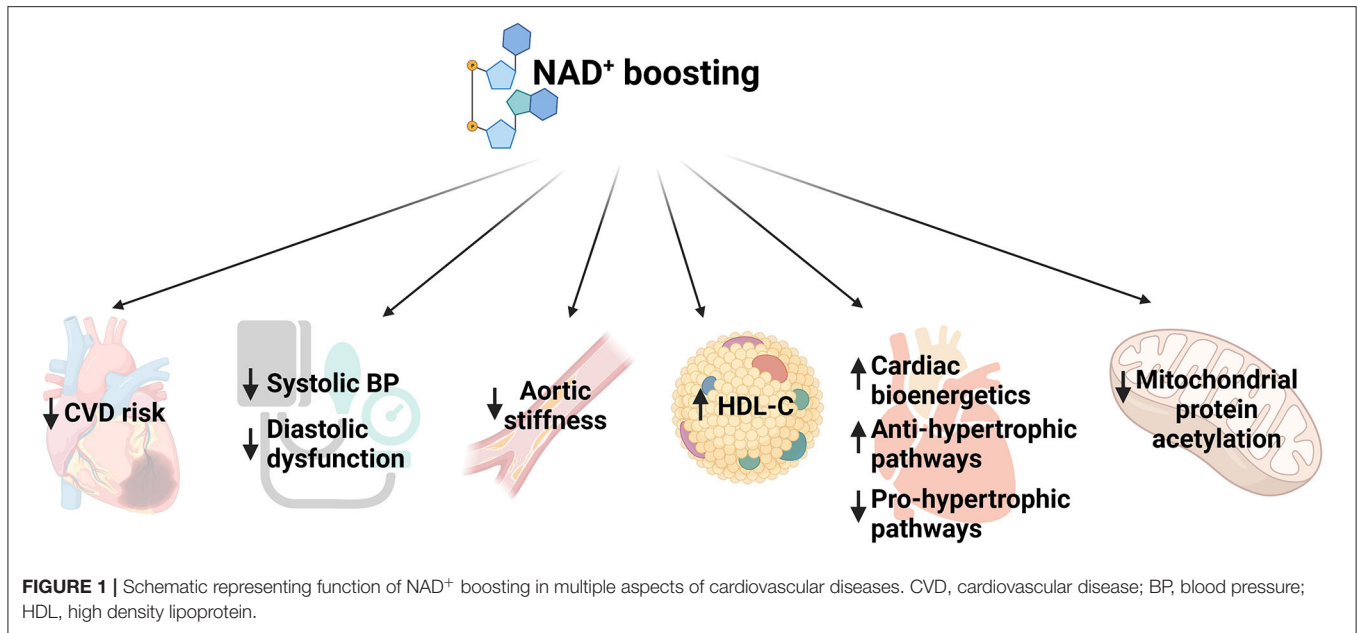 P
NAD⁺ boosting
P
↓ CVD risk
↓ Systolic BP
↓ Diastolic
dysfunction
↓ Aortic
stiffness
↑ HDL-C
↑ Cardiac
bioenergetics
↑ Anti-hypertrophic
pathways
↓ Pro-hypertrophic
pathways
↓ Mitochondrial
protein
acetylation
FIGURE 1 | Schematic representing function of NAD⁺ boosting in multiple aspects of cardiovascular diseases. CVD, cardiovascular disease; BP, blood pressure;
HDL, high density lipoprotein.